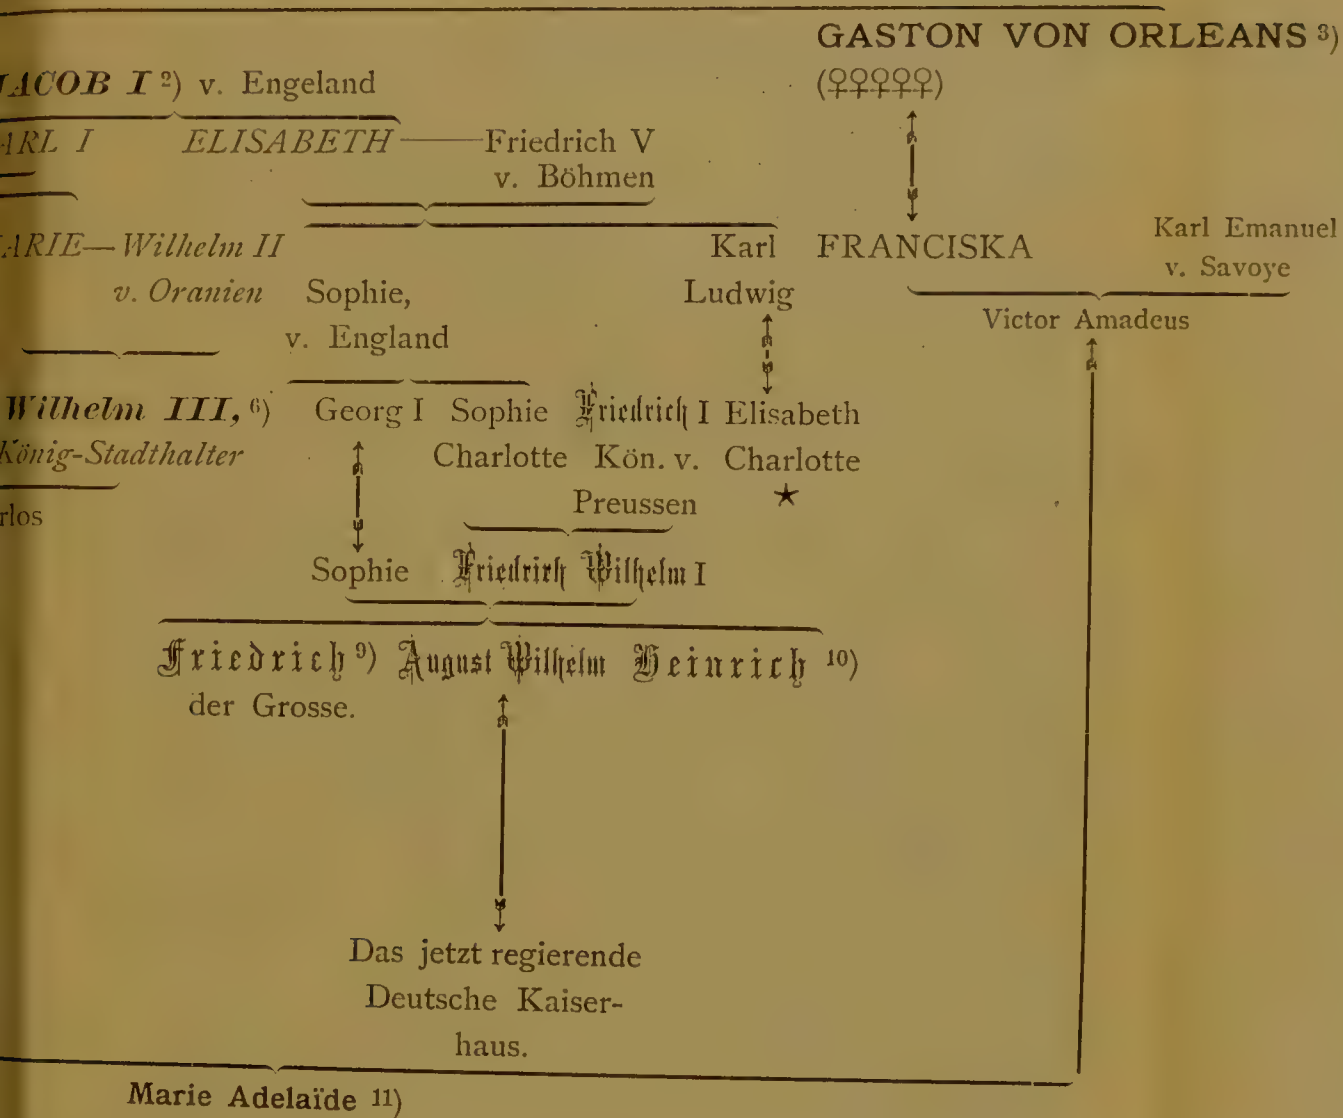 GASTON VON ORLEANS ³)
JACOB I ²) v. Engeland (♀♀♀♀♀)
ARL I ELISABETH — Friedrich V
v. Böhmen
ARIE — Wilhelm II Karl FRANCISKA Karl Emanuel
v. Oranien Sophie, Ludwig v. Savoye
v. England Victor Amadeus
Wilhelm III, ⁶) Georg I Sophie Friedrich I Elisabeth
König-Stadthalter Charlotte Kön. v. Charlotte
Preussen ★
rlos
Sophie Friedrich Wilhelm I
Friedrich ⁹) August Wilhelm Heinrich ¹⁰)
der Grosse.
Das jetzt regierende
Deutsche Kaiser-
haus.
Marie Adelaïde ¹¹)